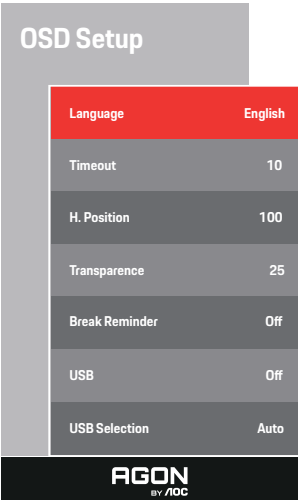 OSD Setup
Language English
Timeout 10
H. Position 100
Transparence 25
Break Reminder Off
USB Off
USB Selection Auto
AGON
BY AOC